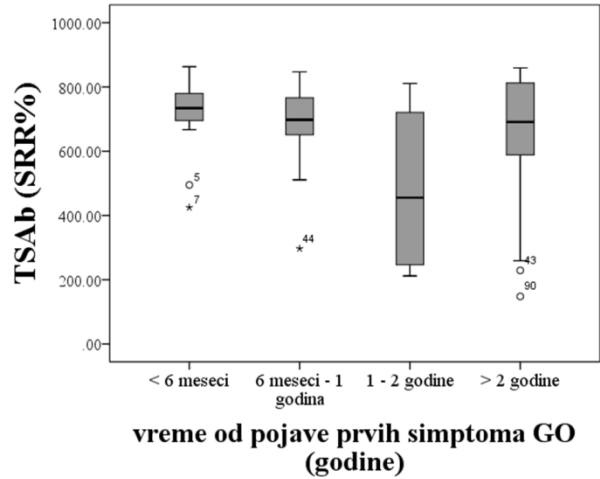 1000.00
800.00
600.00
400.00
200.00
.00
TSAb (SRR%)
5
7
44
43
90
< 6 meseci
6 meseci - 1
godina
1 - 2 godine
> 2 godine
vreme od pojave prvih simptoma GO
(godine)